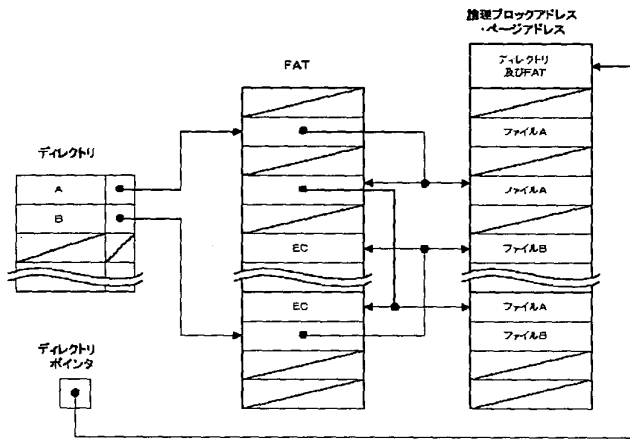 論理ブロックアドレス
・ページアドレス
FAT
ディレクトリ
及びFAT
ファイルA
ディレクトリ
A
ファイルA
B
EC
ファイルB
EC
ファイルA
ファイルB
ディレクトリ
ポインタ